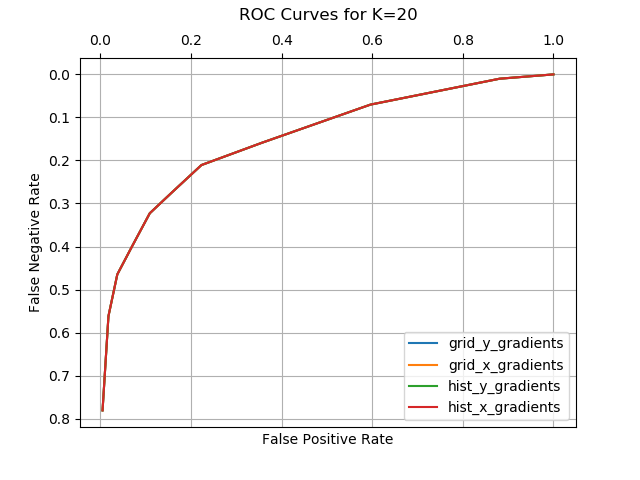 ROC Curves for K=20
0.0 0.2 0.4 0.6 0.8 1.0
0.0
0.1
0.2
0.3
0.4
0.5
0.6
0.7
0.8
False Negative Rate
grid_y_gradients
grid_x_gradients
hist_y_gradients
hist_x_gradients
False Positive Rate